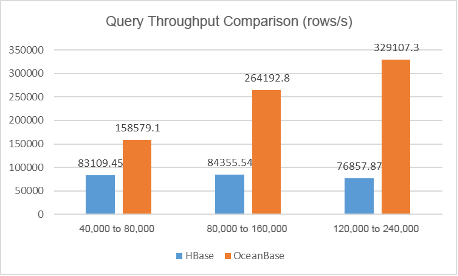 Query Throughput Comparison (rows/s)
350000
329107.3
300000
264192.8
250000
200000
158579.1
150000
83109.45
84355.54
76857.87
100000
50000
0
40,000 to 80,000
80,000 to 160,000
120,000 to 240,000
HBase
OceanBase